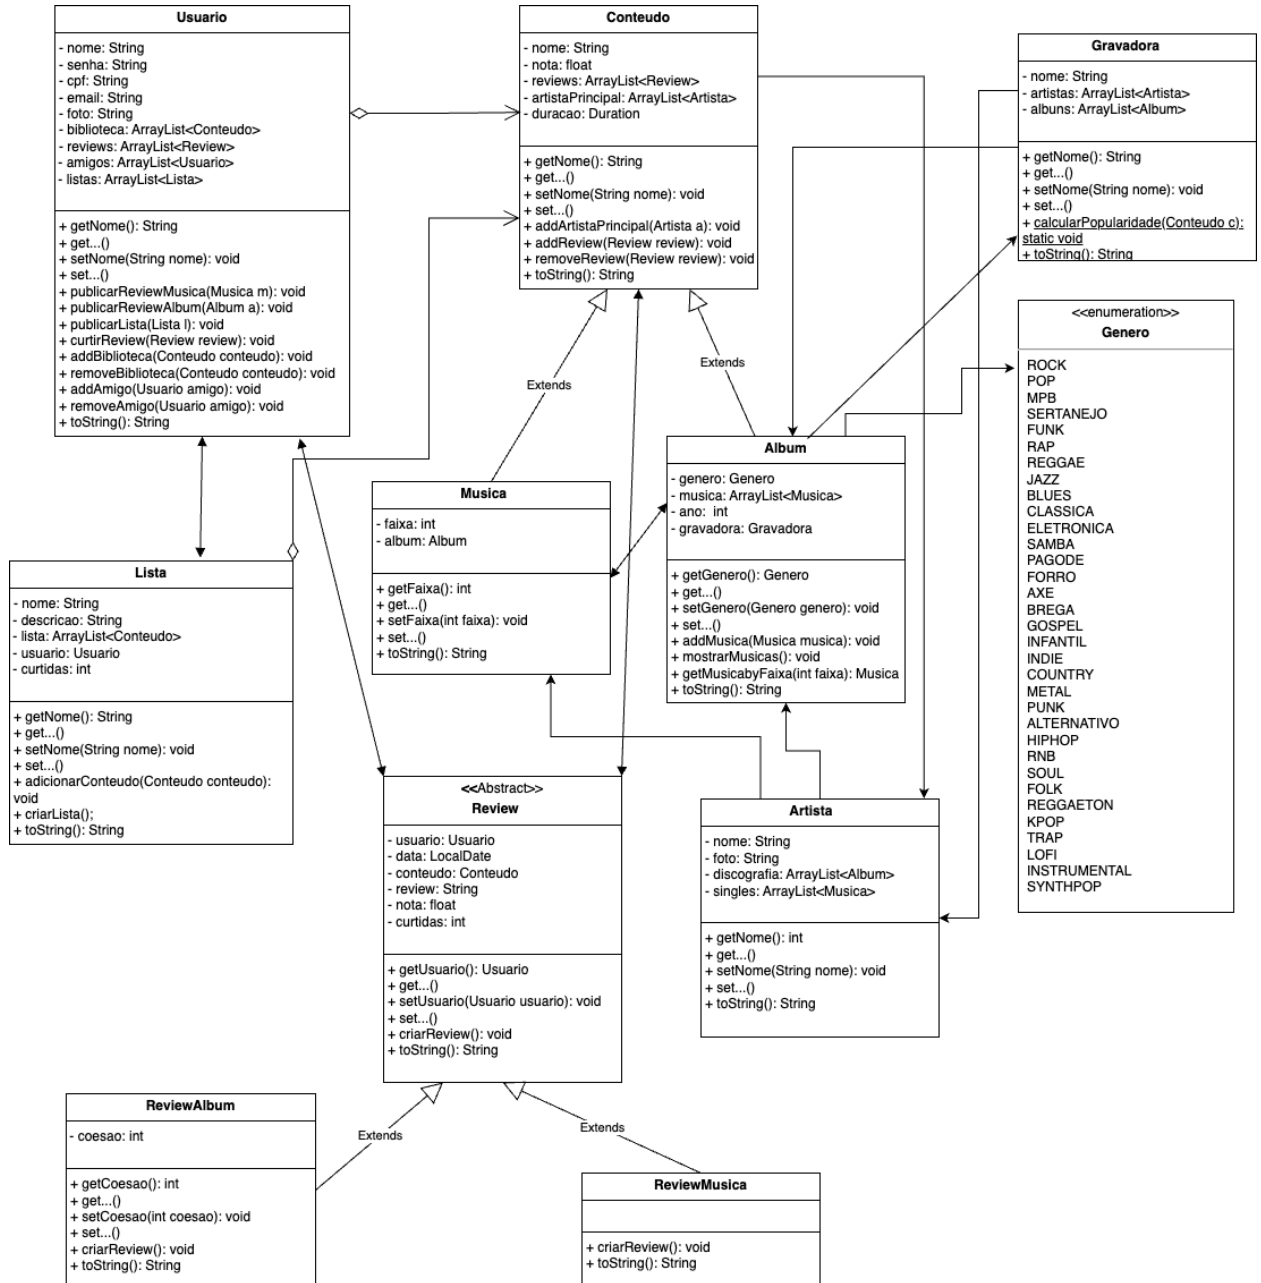 Usuario
- nome: String
- senha: String
- cpf: String
- email: String
- foto: String
- biblioteca: ArrayList<Conteudo>
- reviews: ArrayList<Review>
- amigos: ArrayList<Usuario>
- listas: ArrayList<Lista>
+ getNome(): String
+ get...()
+ setNome(String nome): void
+ set...()
+ publicarReviewMusica(Musica m): void
+ publicarReviewAlbum(Album a): void
+ publicarLista(Lista l): void
+ curtirReview(Review review): void
+ addBiblioteca(Conteudo conteudo): void
+ removeBiblioteca(Conteudo conteudo): void
+ addAmigo(Usuario amigo): void
+ removeAmigo(Usuario amigo): void
+ toString(): String
Conteudo
- nome: String
- nota: float
- reviews: ArrayList<Review>
- artistaPrincipal: ArrayList<Artista>
- duracao: Duration
+ getNome(): String
+ get...()
+ setNome(String nome): void
+ set...()
+ addArtistaPrincipal(Artista a): void
+ addReview(Review review): void
+ removeReview(Review review): void
+ toString(): String
Gravadora
- nome: String
- artistas: ArrayList<Artista>
- albuns: ArrayList<Album>
+ getNome(): String
+ get...()
+ setNome(String nome): void
+ set...()
+ calcularPopularidade(Conteudo c):
static void
+ toString(): String
<<enumeration>>
Genero
ROCK
POP
MPB
SERTANEJO
FUNK
RAP
REGGAE
JAZZ
BLUES
CLASSICA
ELETRONICA
SAMBA
PAGODE
FORRO
AXE
BREGA
GOSPEL
INFANTIL
INDIE
COUNTRY
METAL
PUNK
ALTERNATIVO
HIPHOP
RNB
SOUL
FOLK
REGGAETON
KPOP
TRAP
LOFI
INSTRUMENTAL
SYNTHPOP
Extends
Extends
Musica
- faixa: int
- album: Album
+ getFaixa(): int
+ get...()
+ setFaixa(int faixa): void
+ set...()
+ toString(): String
Album
- genero: Genero
- musica: ArrayList<Musica>
- ano:  int
- gravadora: Gravadora
+ getGenero(): Genero
+ get...()
+ setGenero(Genero genero): void
+ set...()
+ addMusica(Musica musica): void
+ mostrarMusicas(): void
+ getMusicabyFaixa(int faixa): Musica
+ toString(): String
Lista
- nome: String
- descricao: String
- lista: ArrayList<Conteudo>
- usuario: Usuario
- curtidas: int
+ getNome(): String
+ get...()
+ setNome(String nome): void
+ set...()
+ adicionarConteudo(Conteudo conteudo):
void
+ criarLista();
+ toString(): String
<<Abstract>>
Review
- usuario: Usuario
- data: LocalDate
- conteudo: Conteudo
- review: String
- nota: float
- curtidas: int
+ getUsuario(): Usuario
+ get...()
+ setUsuario(Usuario usuario): void
+ set...()
+ criarReview(): void
+ toString(): String
Artista
- nome: String
- foto: String
- discografia: ArrayList<Album>
- singles: ArrayList<Musica>
+ getNome(): int
+ get...()
+ setNome(String nome): void
+ set...()
+ toString(): String
Extends
Extends
ReviewAlbum
- coesao: int
+ getCoesao(): int
+ get...()
+ setCoesao(int coesao): void
+ set...()
+ criarReview(): void
+ toString(): String
ReviewMusica
+ criarReview(): void
+ toString(): String